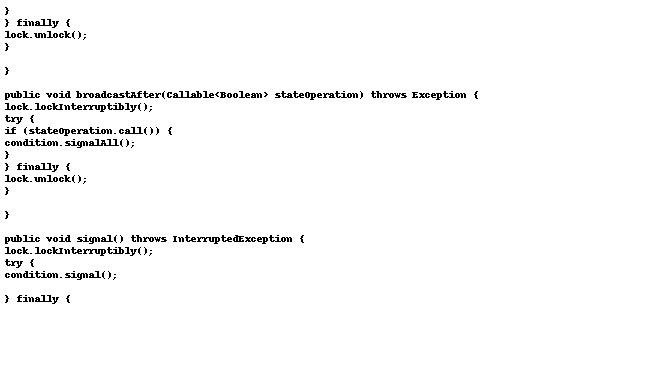 }
} finally {
lock.unlock();
}
}
public void broadcastAfter(Callable<Boolean> stateOperation) throws Exception {
lock.lockInterruptibly();
try {
if (stateOperation.call()) {
condition.signalAll();
}
} finally {
lock.unlock();
}
}
public void signal() throws InterruptedException {
lock.lockInterruptibly();
try {
condition.signal();
} finally {